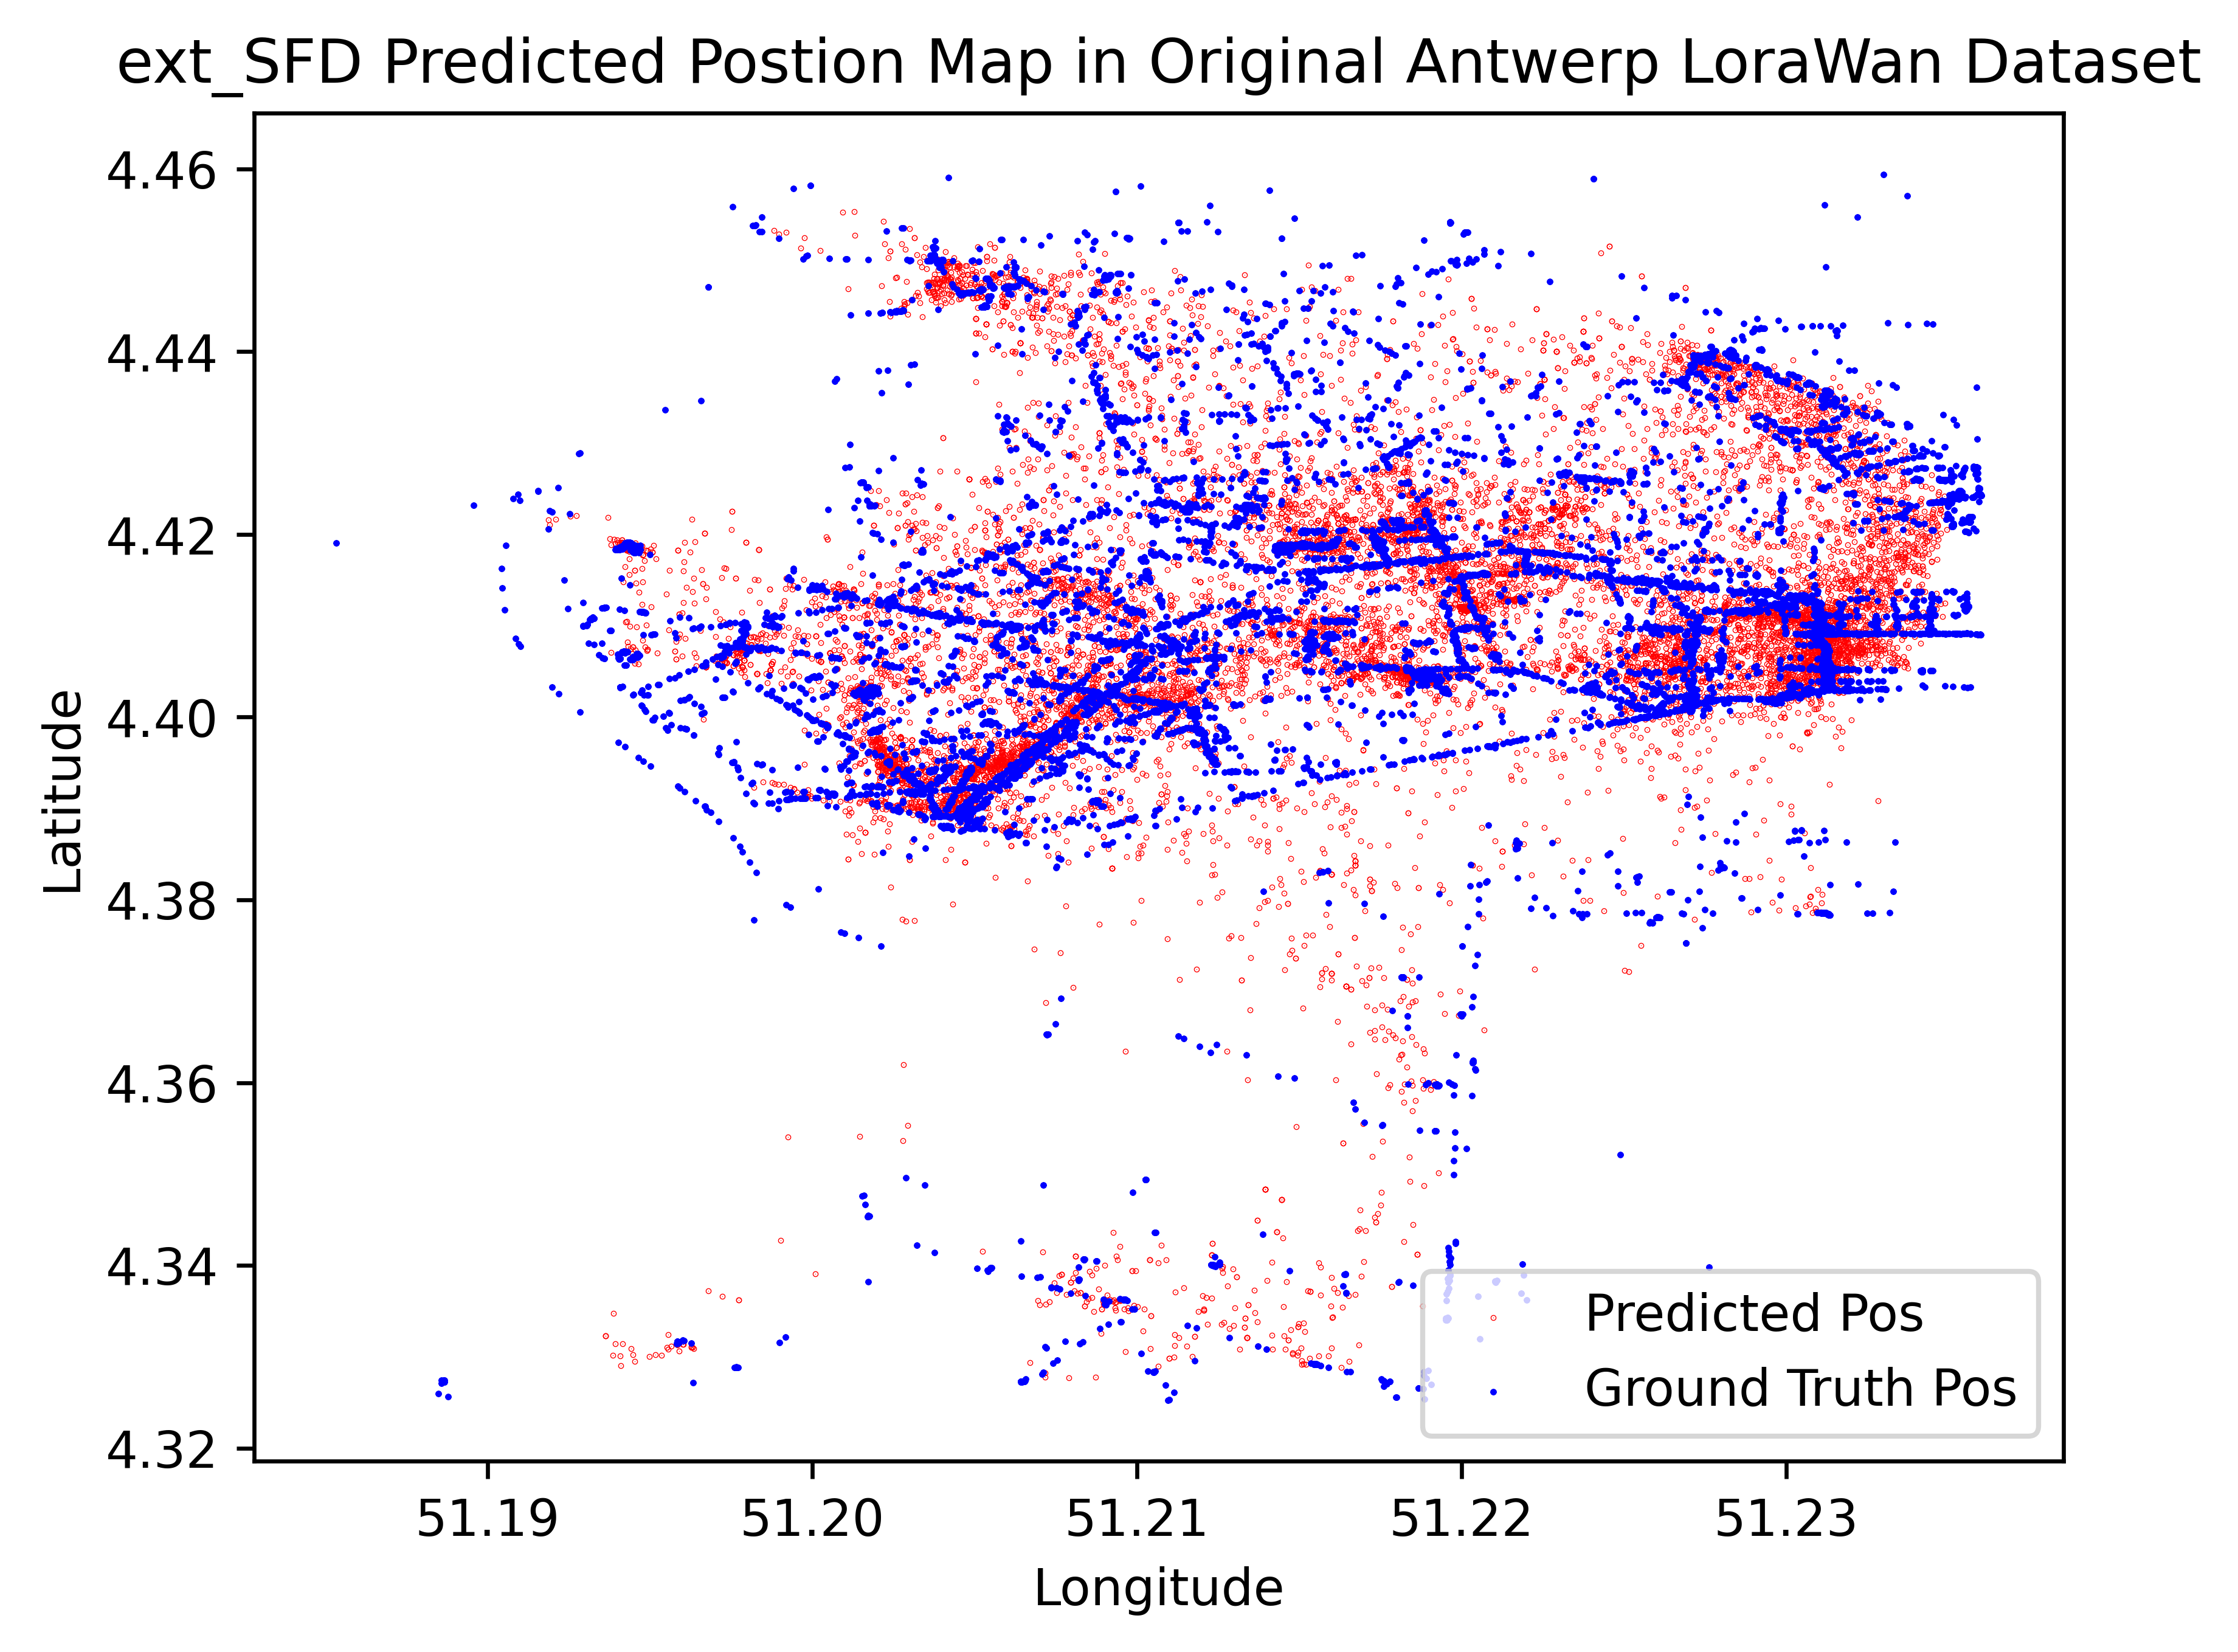 ext_SFD Predicted Postion Map in Original Antwerp LoraWan Dataset
4.46
4.44
4.42
4.40
4.38
4.36
4.34
4.32
Latitude
Predicted Pos
Ground Truth Pos
51.19 51.20 51.21 51.22 51.23
Longitude